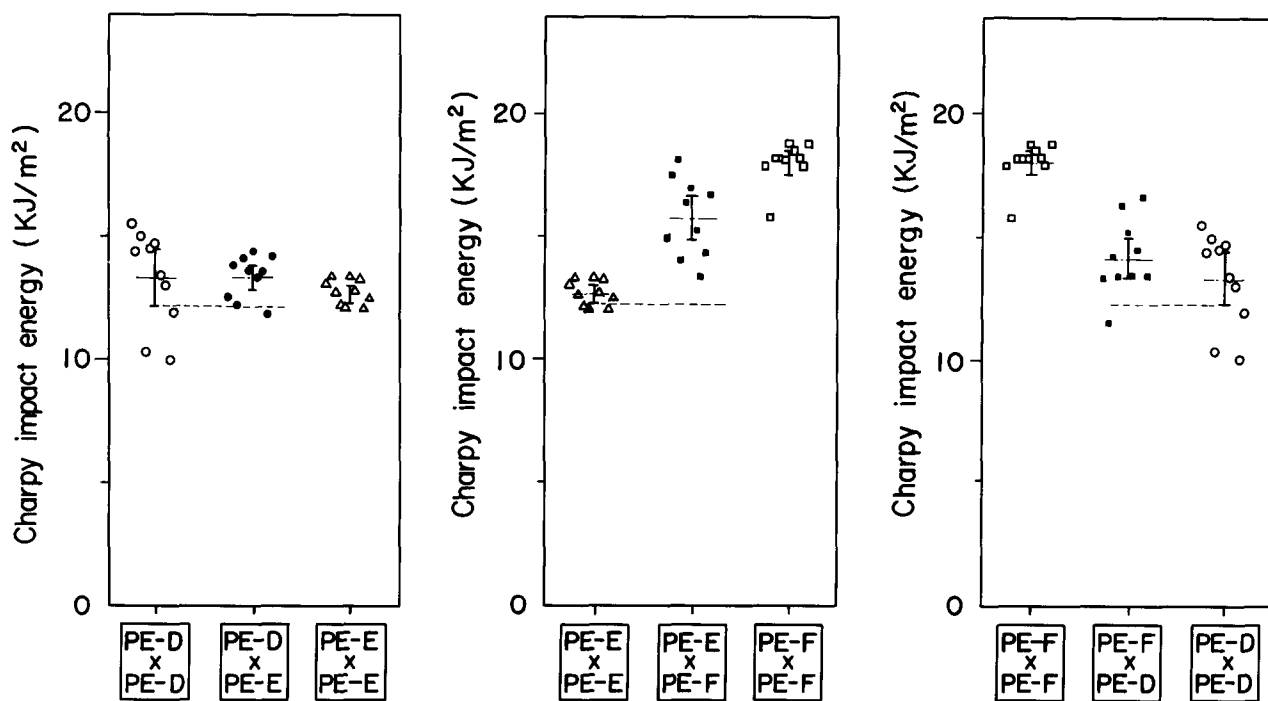 Charpy impact energy (KJ/m²)
20
10
0
PE-D
x
PE-D
PE-D
x
PE-E
PE-E
x
PE-E
Charpy impact energy (KJ/m²)
20
10
0
PE-E
x
PE-E
PE-E
x
PE-F
PE-F
x
PE-F
Charpy impact energy (KJ/m²)
20
10
0
PE-F
x
PE-F
PE-F
x
PE-D
PE-D
x
PE-D